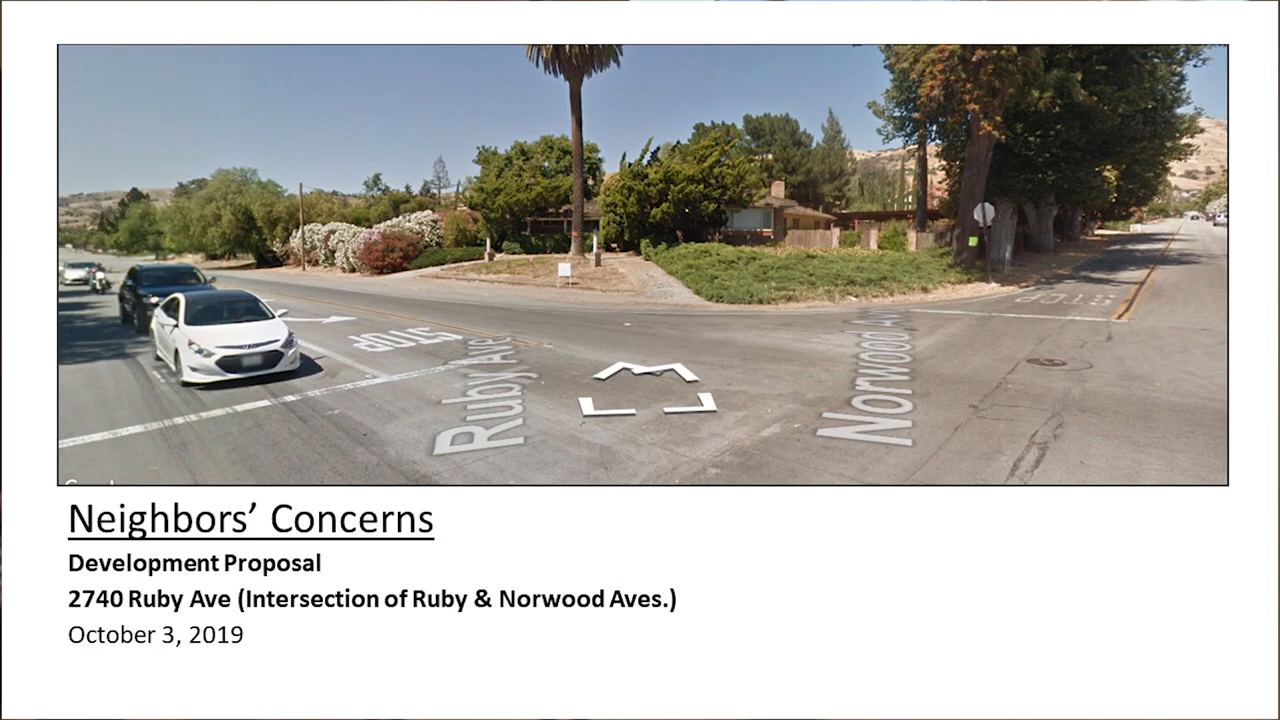 STOP
Ruby Ave
Norwood Av
STOP
Neighbors’ Concerns
Development Proposal
2740 Ruby Ave (Intersection of Ruby & Norwood Aves.)
October 3, 2019